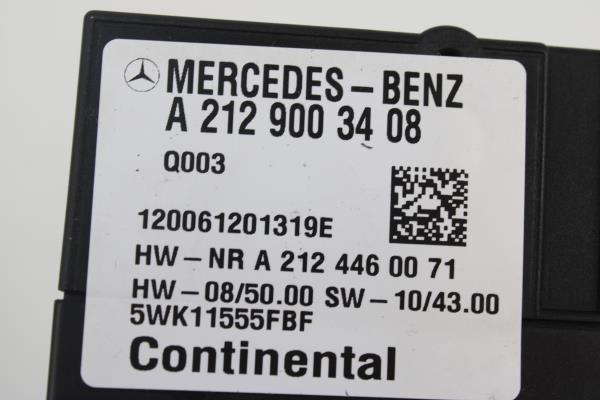 MERCEDES-BENZ
A 212 900 34 08
Q003
120061201319E
HW-NR A 212 446 00 71
HW-08/50.00 SW-10/43.00
5WK11555FBF
Continental